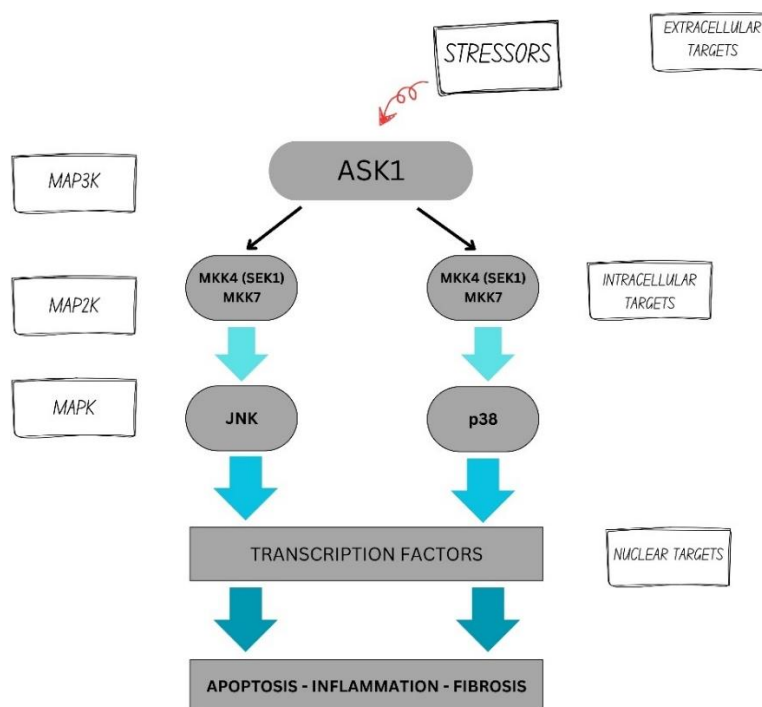 EXTRACELLULAR
TARGETS
STRESSORS
ASK1
MAP3K
MKK4 (SEK1)
MKK7
MKK4 (SEK1)
MKK7
INTRACELLULAR
TARGETS
MAP2K
MAPK
JNK
p38
TRANSCRIPTION FACTORS
NUCLEAR TARGETS
APOPTOSIS - INFLAMMATION - FIBROSIS